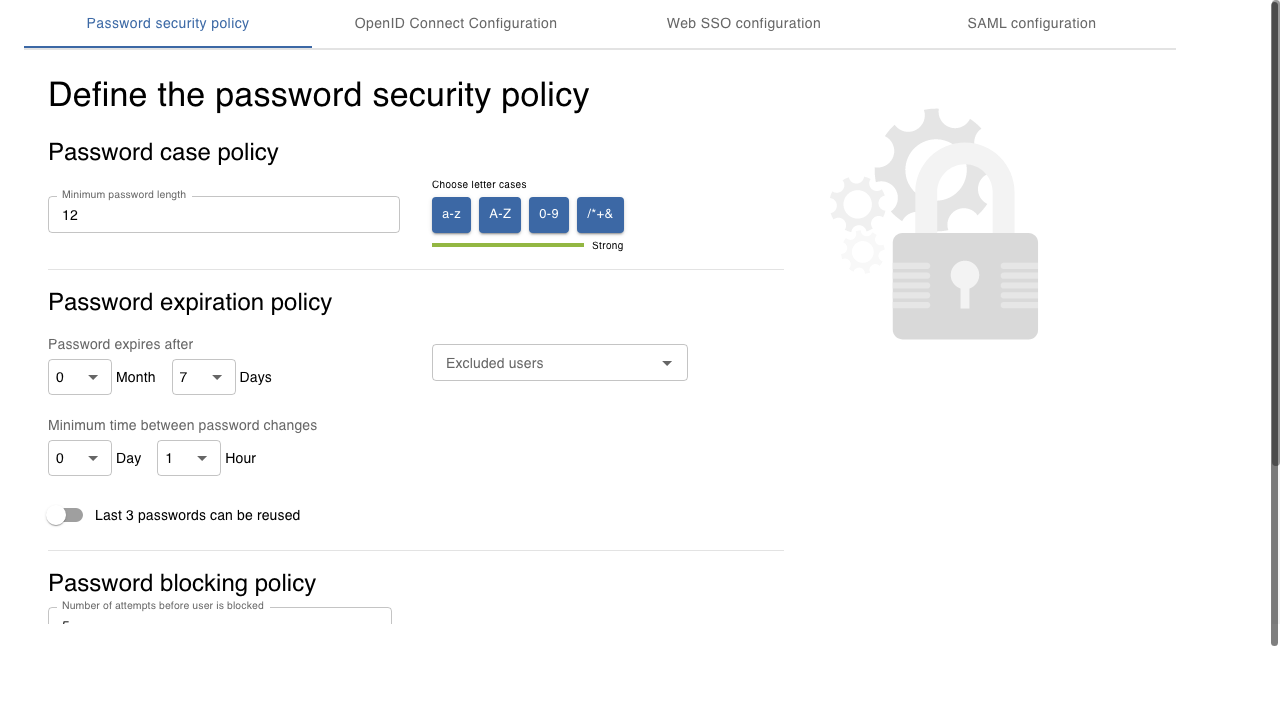 Password security policy
OpenID Connect Configuration
Web SSO configuration
SAML configuration
Define the password security policy
Password case policy
Minimum password length
12
Choose letter cases
a-z
A-Z
0-9
/*+&
Strong
Password expiration policy
Password expires after
0 Month 7 Days
Excluded users
Minimum time between password changes
0 Day 1 Hour
Last 3 passwords can be reused
Password blocking policy
Number of attempts before user is blocked